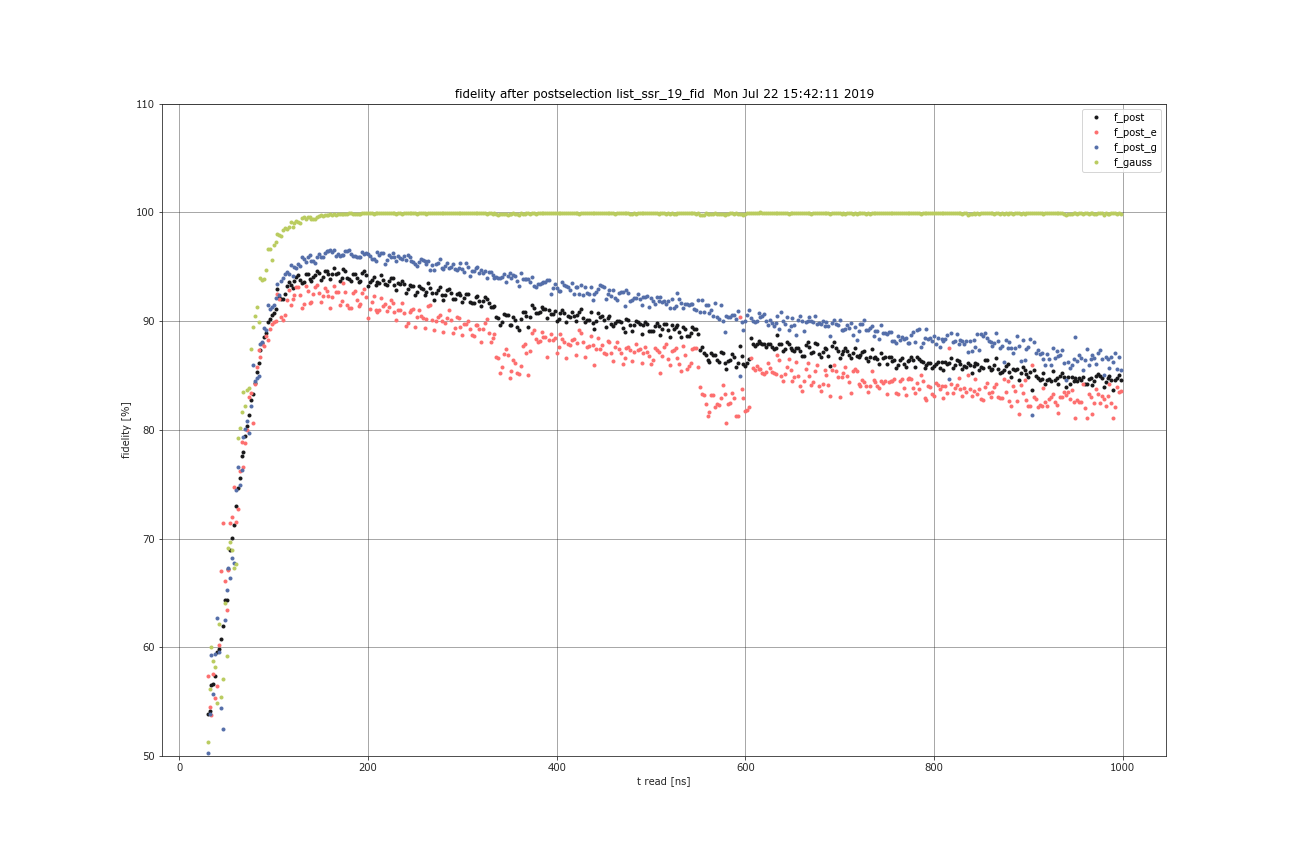 fidelity after postselection list_ssr_19_fid  Mon Jul 22 15:42:11 2019
110
100
90
80
70
60
50
fidelity [%]
f_post
f_post_e
f_post_g
f_gauss
0
200
400
600
800
1000
t read [ns]